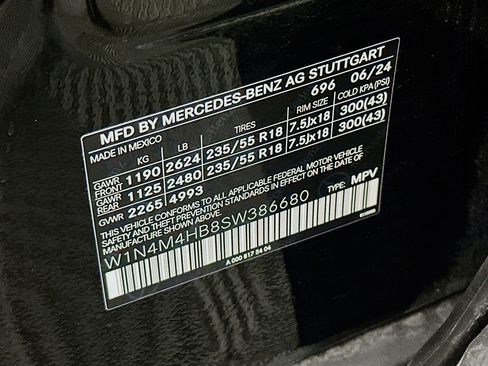 MFD BY MERCEDES-BENZ AG STUTTGART
MADE IN MEXICO 696 06/24
KG LB TIRES RIM SIZE COLD KPA (PSI)
GAWR FRONT 1190 2624 235/55 R18 7.5Jx18 300(43)
GAWR REAR 1125 2480 235/55 R18 7.5Jx18 300(43)
GVWR 2265 4993
THIS VEHICLE CONFORMS TO ALL APPLICABLE FEDERAL MOTOR VEHICLE
SAFETY AND THEFT PREVENTION STANDARDS IN EFFECT ON THE DATE OF
MANUFACTURE SHOWN ABOVE.
W1N4M4HB8SW386680 TYPE: MPV
A 000 817 54 04